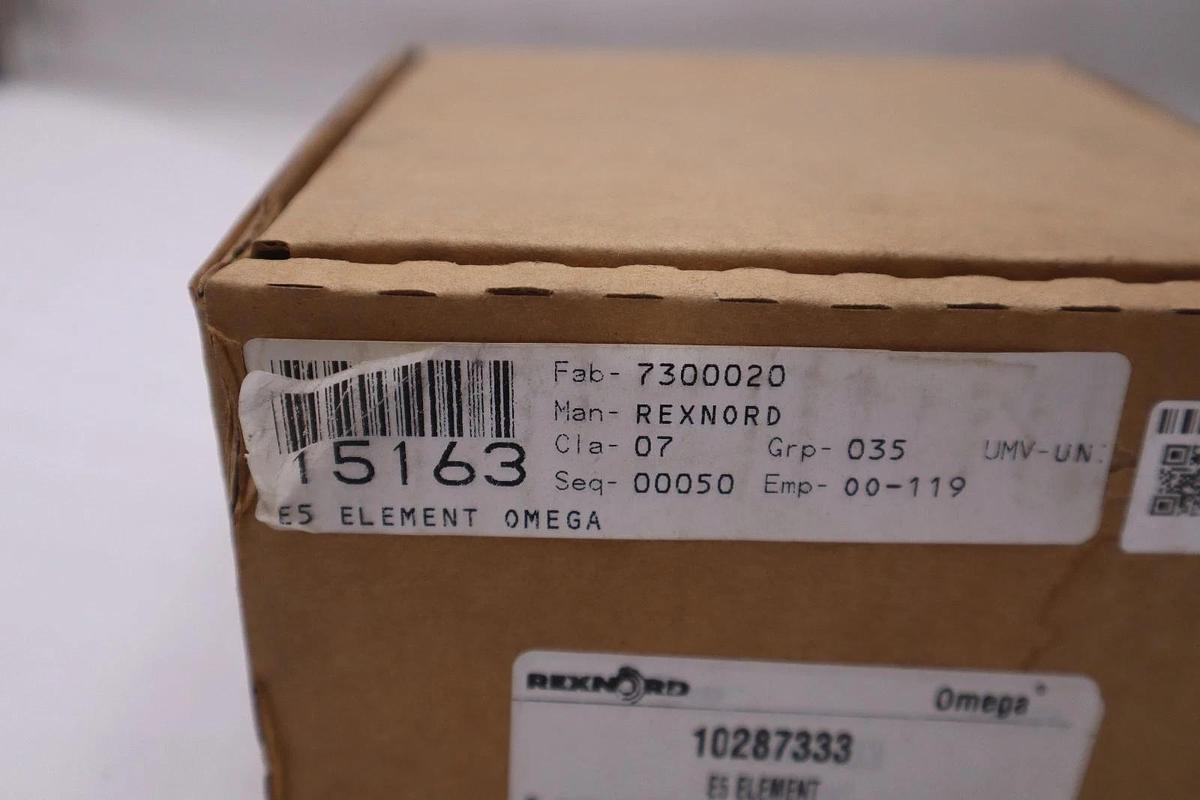 15163
Fab- 7300020
Man- REXNORD
Cla- 07 Grp- 035 UMV-UN:
Seq- 00050 Emp- 00-119
E5 ELEMENT OMEGA
REXNORD Omega®
10287333
E5 ELEMENT